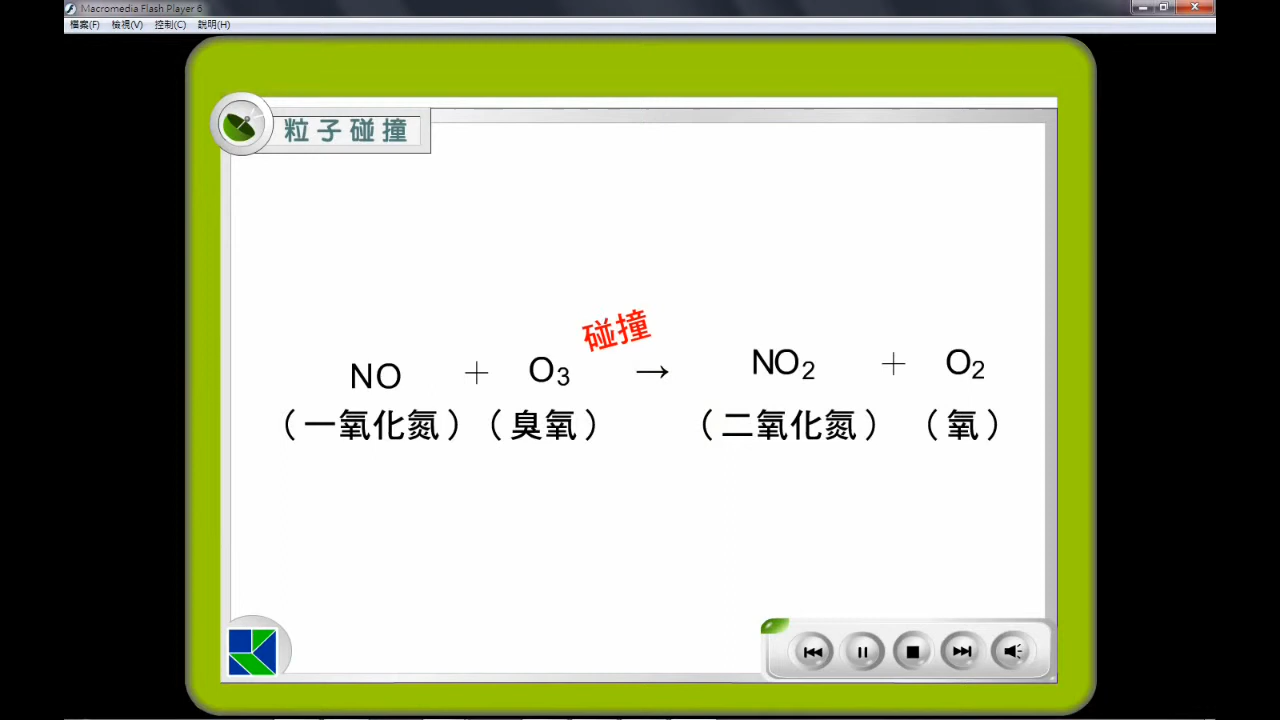 Macromedia Flash Player 6
檔案(F) 檢視(V) 控制(C) 說明(H)
粒子碰撞
碰撞
NO + O₃ → NO₂ + O₂
(一氧化氮) (臭氧) (二氧化氮) (氧)